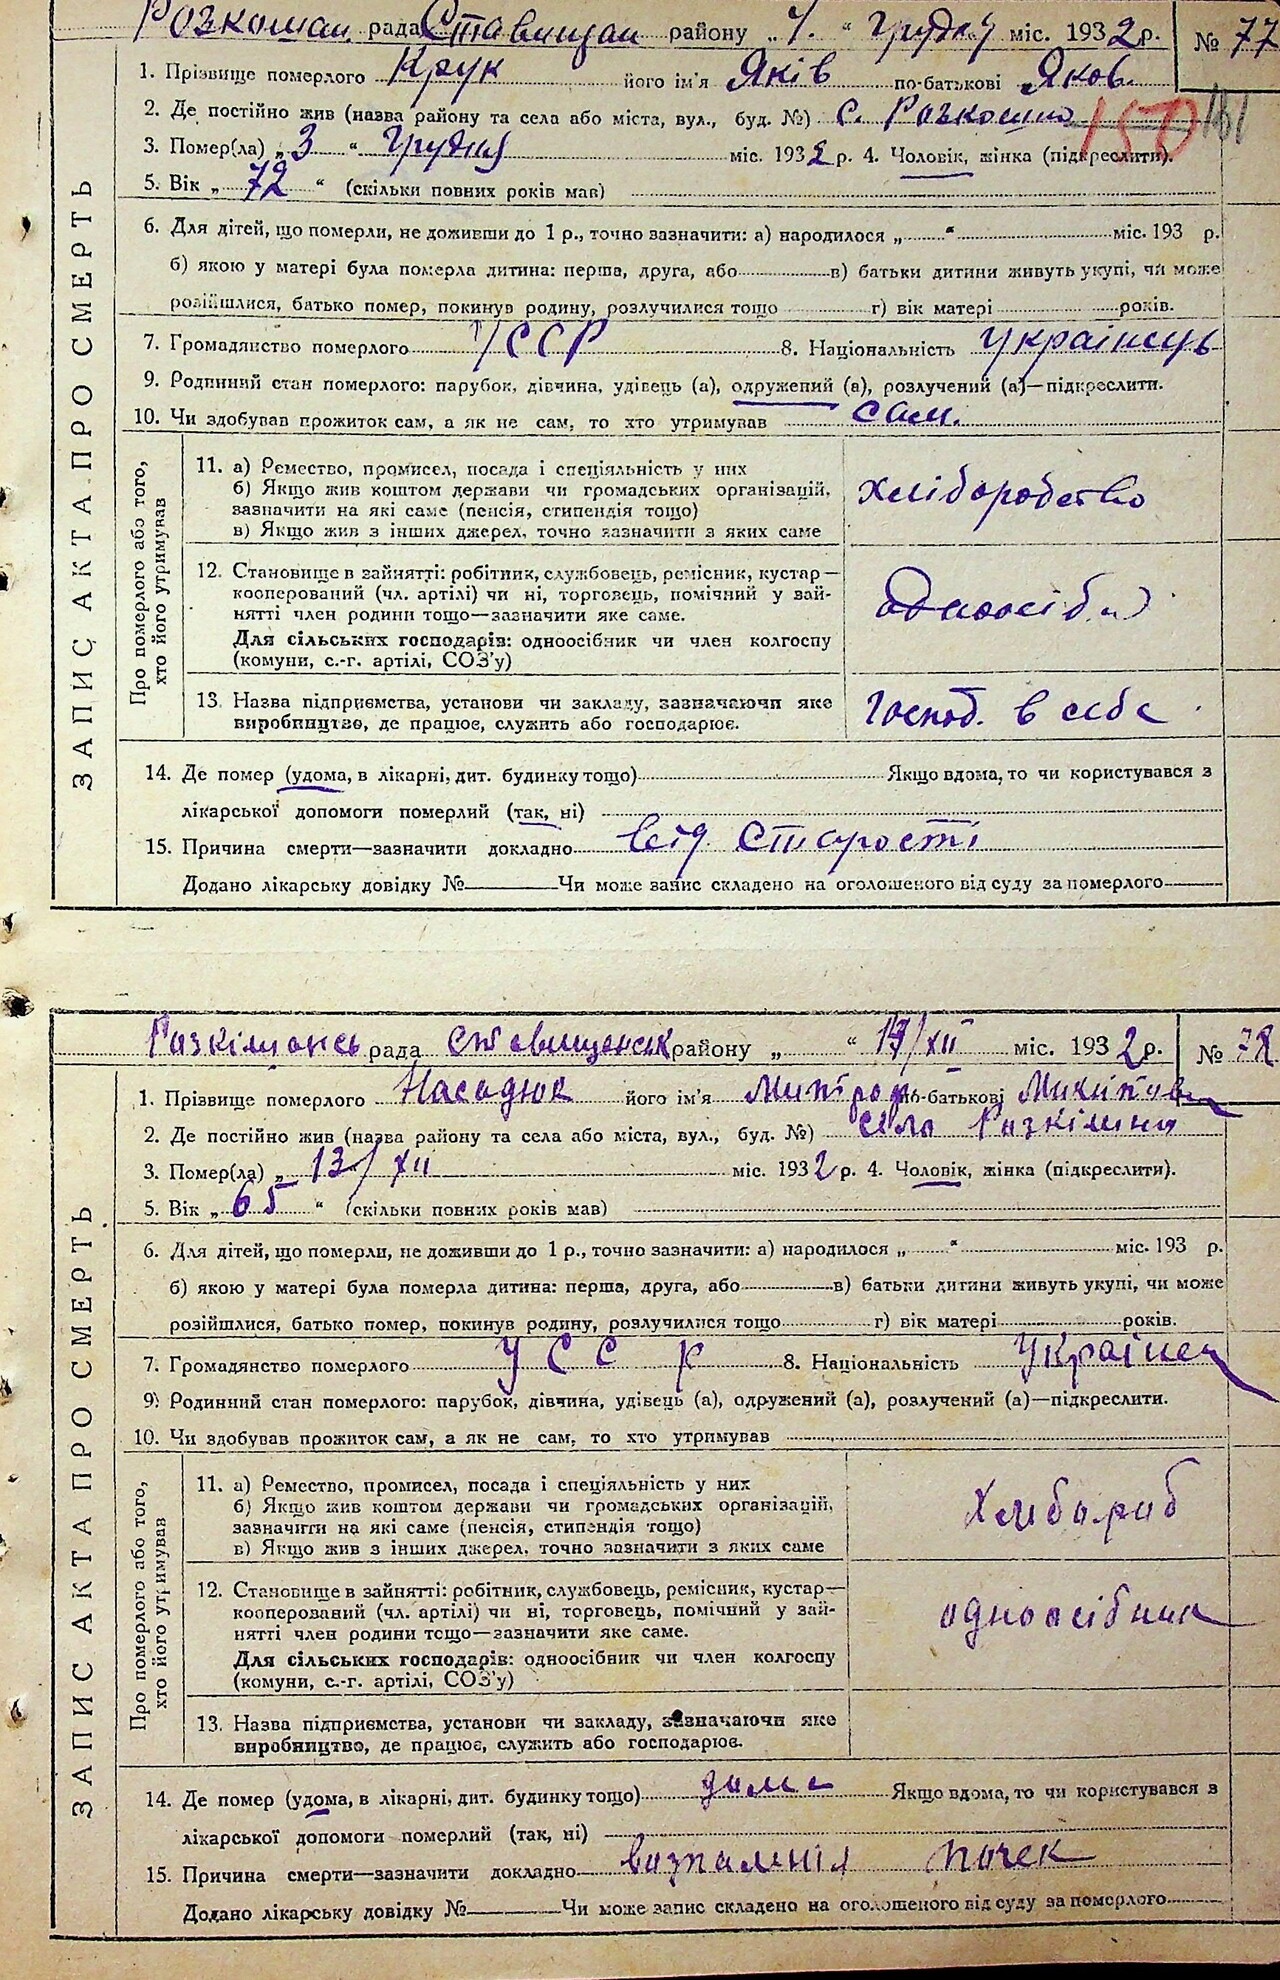 Розкошан. рада Ставищан району „ 4. “ Грудня міс. 1932 р. № 77
1. Прізвище померлого Крук його ім'я Яків по-батькові Яков.
150 161
2. Де постійно жив (назва району та села або міста, вул., буд. №) с. Розкошно
3. Помер(ла) „ 3 “ Грудня міс. 1932 р. 4. Чоловік, жінка (підкреслити).
5. Вік „ 72 “ (скільки повних років мав)
6. Для дітей, що померли, не доживши до 1 р., точно зазначити: а) народилося „ “ міс. 193 р.
б) якою у матері була померла дитина: перша, друга, або в) батьки дитини живуть укупі, чи може
розійшлися, батько помер, покинув родину, розлучилися тощо г) вік матері років.
7. Громадянство померлого УССР 8. Національність Українець
9. Родинний стан померлого: парубок, дівчина, удівець (а), одружений (а), розлучений (а)—підкреслити.
10. Чи здобував прожиток сам, а як не сам, то хто утримував сам.
ЗАПИС АКТА ПРО СМЕРТЬ
Про померлого або того,
хто його утримував
11. а) Ремество, промисел, посада і спеціяльність у них
б) Якщо жив коштом держави чи громадських організацій,
зазначити на які саме (пенсія, стипендія тощо)
в) Якщо жив з інших джерел, точно зазначити з яких саме
хліборобство
12. Становище в зайнятті: робітник, службовець, ремісник, кустар—
кооперований (чл. артілі) чи ні, торговець, помічний у зай-
нятті член родини тощо—зазначити яке саме.
Для сільських господарів: одноосібник чи член колгоспу
(комуни, с.-г. артілі, СОЗ'у)
одноосіб.
13. Назва підприємства, установи чи закладу, зазначаючи яке
виробництво, де працює, служить або господарює.
Господ. в себе
14. Де помер (удома, в лікарні, дит. будинку тощо) Якщо вдома, то чи користувався з
лікарської допомоги померлий (так, ні)
15. Причина смерти—зазначити докладно від старості
Додано лікарську довідку № Чи може запис складено на оголошеного від суду за померлого
Розкішансь рада Ставищенськ району „ “ 17/XII міс. 1932 р. № 78
1. Прізвище померлого Насадюк його ім'я Митроф по-батькові Микитов
2. Де постійно жив (назва району та села або міста, вул., буд. №) село Розкішна
3. Помер(ла) „ 13/XII міс. 1932 р. 4. Чоловік, жінка (підкреслити).
5. Вік „ 65 “ (скільки повних років мав)
6. Для дітей, що померли, не доживши до 1 р., точно зазначити: а) народилося „ “ міс. 193 р.
б) якою у матері була померла дитина: перша, друга, або в) батьки дитини живуть укупі, чи може
розійшлися, батько помер, покинув родину, розлучилися тощо г) вік матері років.
7. Громадянство померлого УССР 8. Національність Українец
9. Родинний стан померлого: парубок, дівчина, удівець (а), одружений (а), розлучений (а)—підкреслити.
10. Чи здобував прожиток сам, а як не сам, то хто утримував
ЗАПИС АКТА ПРО СМЕРТЬ
Про померлого або того,
хто його утримував
11. а) Ремество, промисел, посада і спеціяльність у них
б) Якщо жив коштом держави чи громадських організацій,
зазначити на які саме (пенсія, стипендія тощо)
в) Якщо жив з інших джерел, точно зазначити з яких саме
хлібороб
12. Становище в зайнятті: робітник, службовець, ремісник, кустар—
кооперований (чл. артілі) чи ні, торговець, помічний у зай-
нятті член родини тощо—зазначити яке саме.
Для сільських господарів: одноосібник чи член колгоспу
(комуни, с.-г. артілі, СОЗ'у)
одноосібник
13. Назва підприємства, установи чи закладу, зазначаючи яке
виробництво, де працює, служить або господарює.
14. Де помер (удома, в лікарні, дит. будинку тощо) дома Якщо вдома, то чи користувався з
лікарської допомоги померлий (так, ні)
15. Причина смерти—зазначити докладно возпаління почек
Додано лікарську довідку № Чи може запис складено на оголошеного від суду за померлого